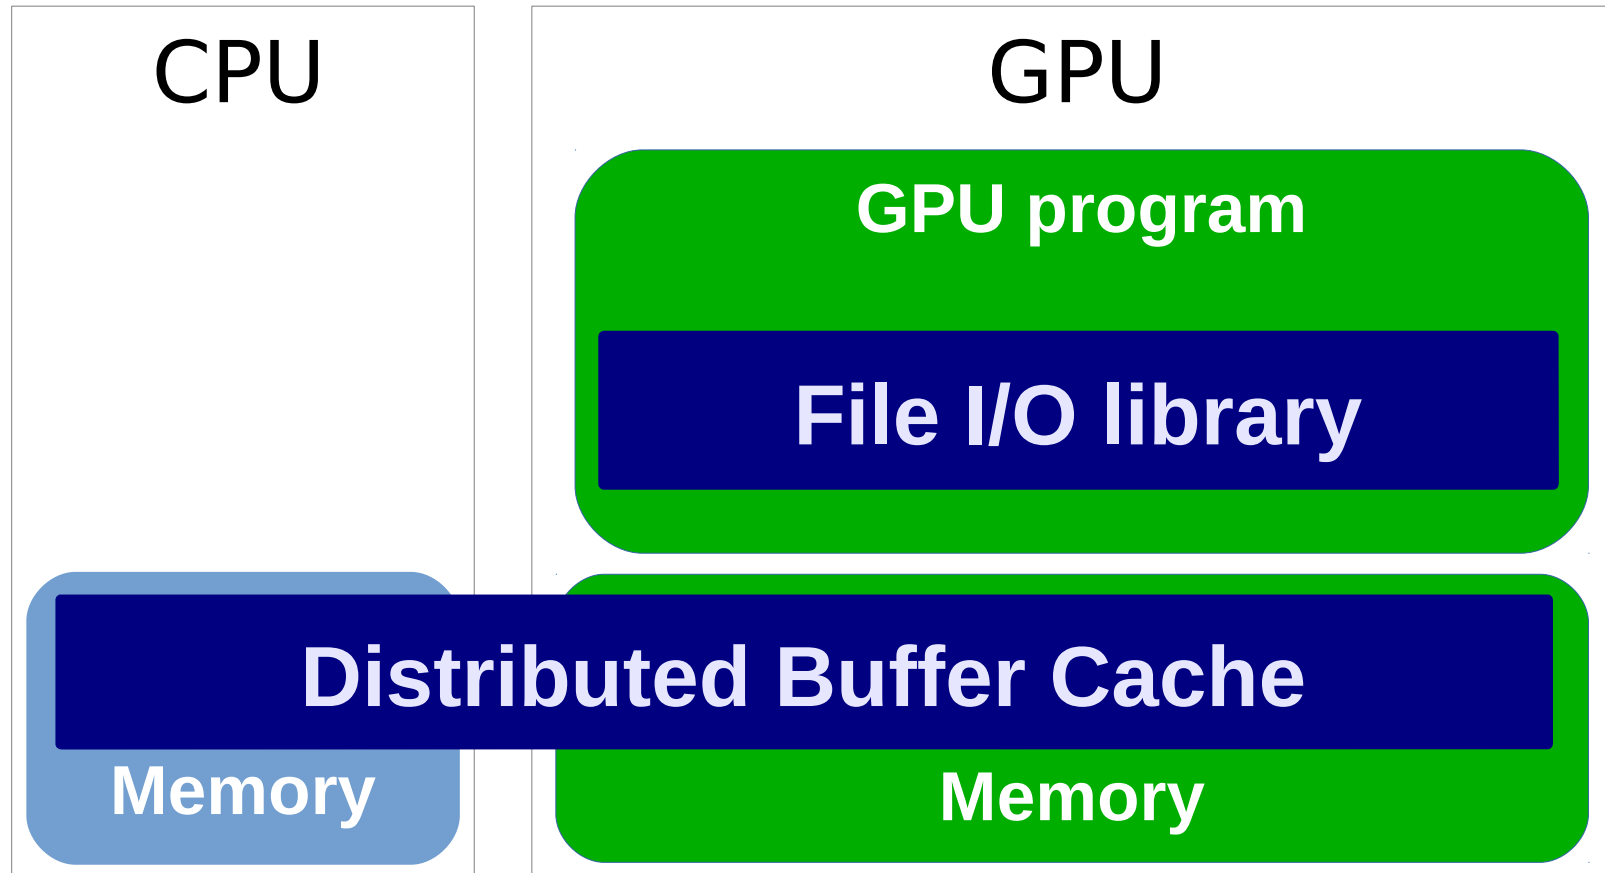 CPU
GPU
GPU program
File I/O library
Distributed Buffer Cache
Memory
Memory